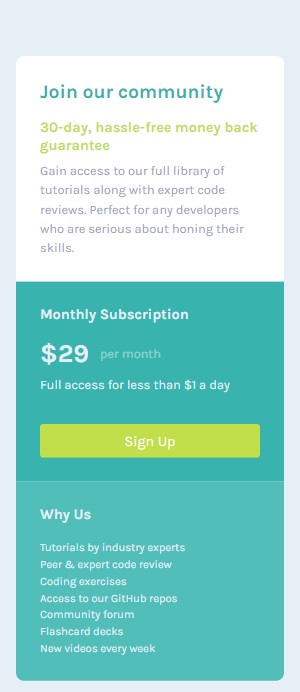 Join our community
30-day, hassle-free money back
guarantee
Gain access to our full library of
tutorials along with expert code
reviews. Perfect for any developers
who are serious about honing their
skills.
Monthly Subscription
$29 per month
Full access for less than $1 a day
Sign Up
Why Us
Tutorials by industry experts
Peer & expert code review
Coding exercises
Access to our GitHub repos
Community forum
Flashcard decks
New videos every week